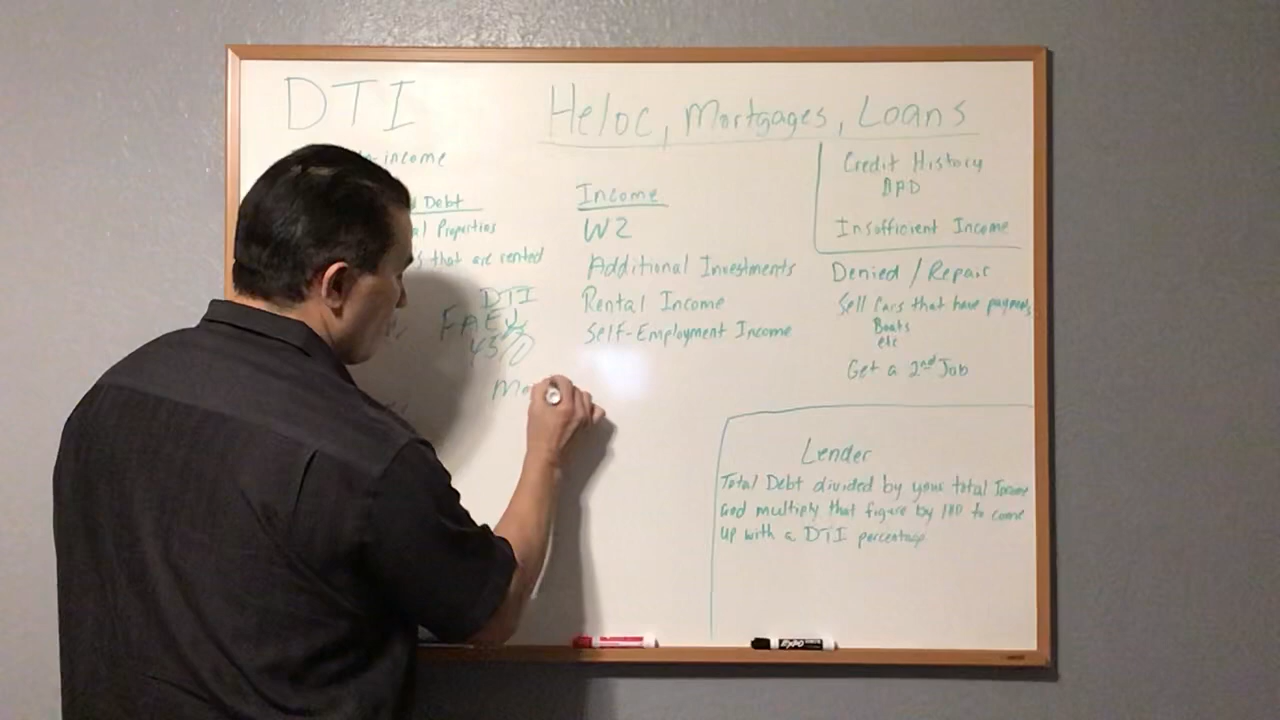 DTI
Heloc, Mortgages, Loans
income
Debt
Properties
that are rented
DTI
43%
Income
W2
Additional Investments
Rental Income
Self-Employment Income
Credit History
Insufficient Income
Denied / Repair
Sell Cars that have payments
Boats
etc
Get a 2nd Job
Lender
Total Debt divided by your total Income
and multiply that figure by 100 to come
up with a DTI percentage
EXPO